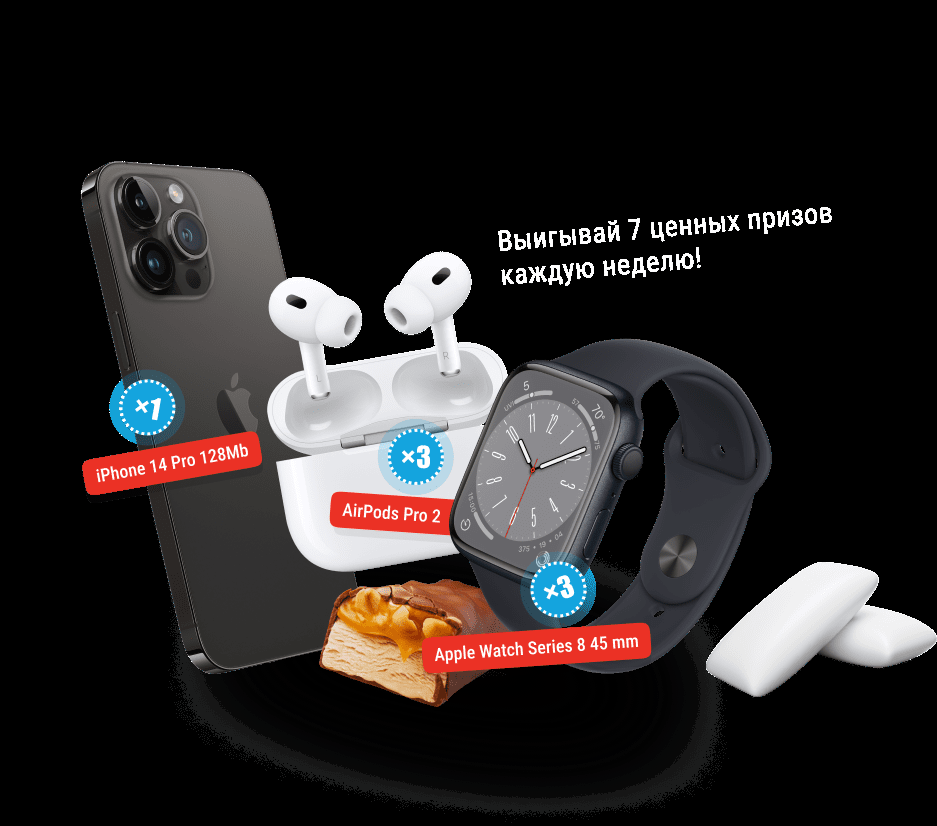 Выигывай 7 ценных призов
каждую неделю!
×1
iPhone 14 Pro 128Mb
×3
AirPods Pro 2
×3
Apple Watch Series 8 45 mm